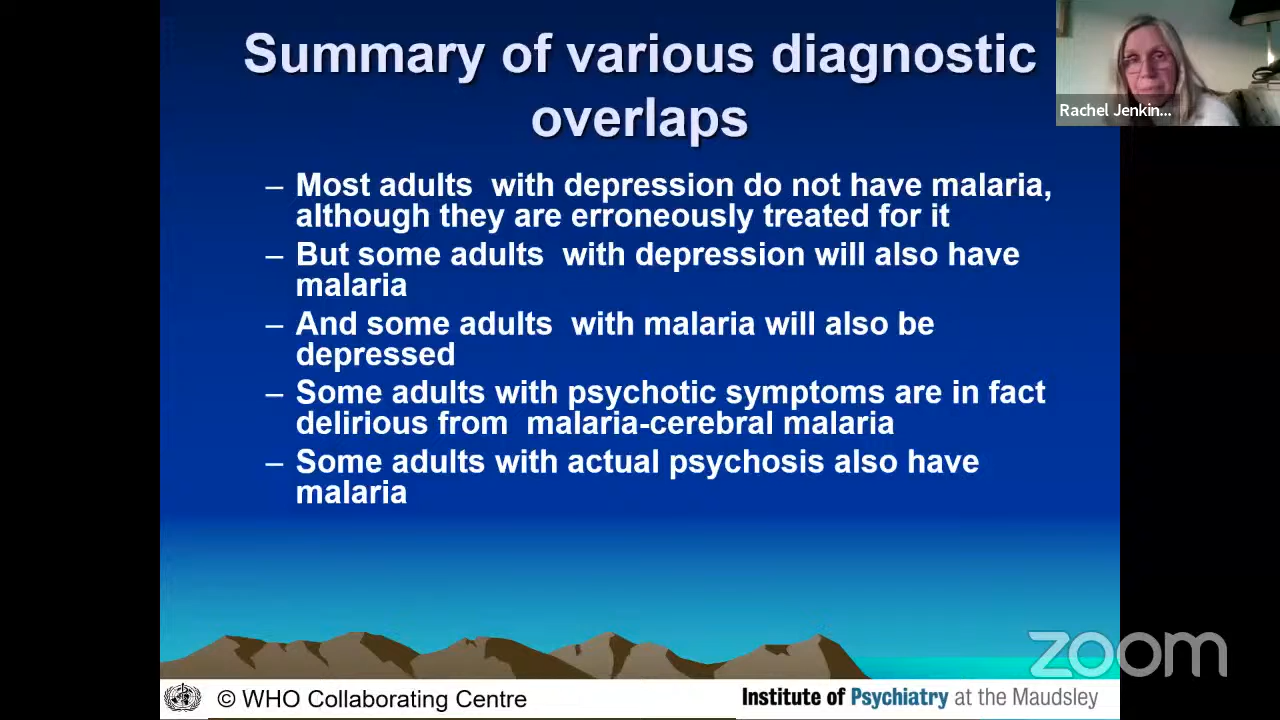 Summary of various diagnostic
overlaps
Rachel Jenkin...
– Most adults with depression do not have malaria,
although they are erroneously treated for it
– But some adults with depression will also have
malaria
– And some adults with malaria will also be
depressed
– Some adults with psychotic symptoms are in fact
delirious from malaria-cerebral malaria
– Some adults with actual psychosis also have
malaria
zoom
© WHO Collaborating Centre
Institute of Psychiatry at the Maudsley